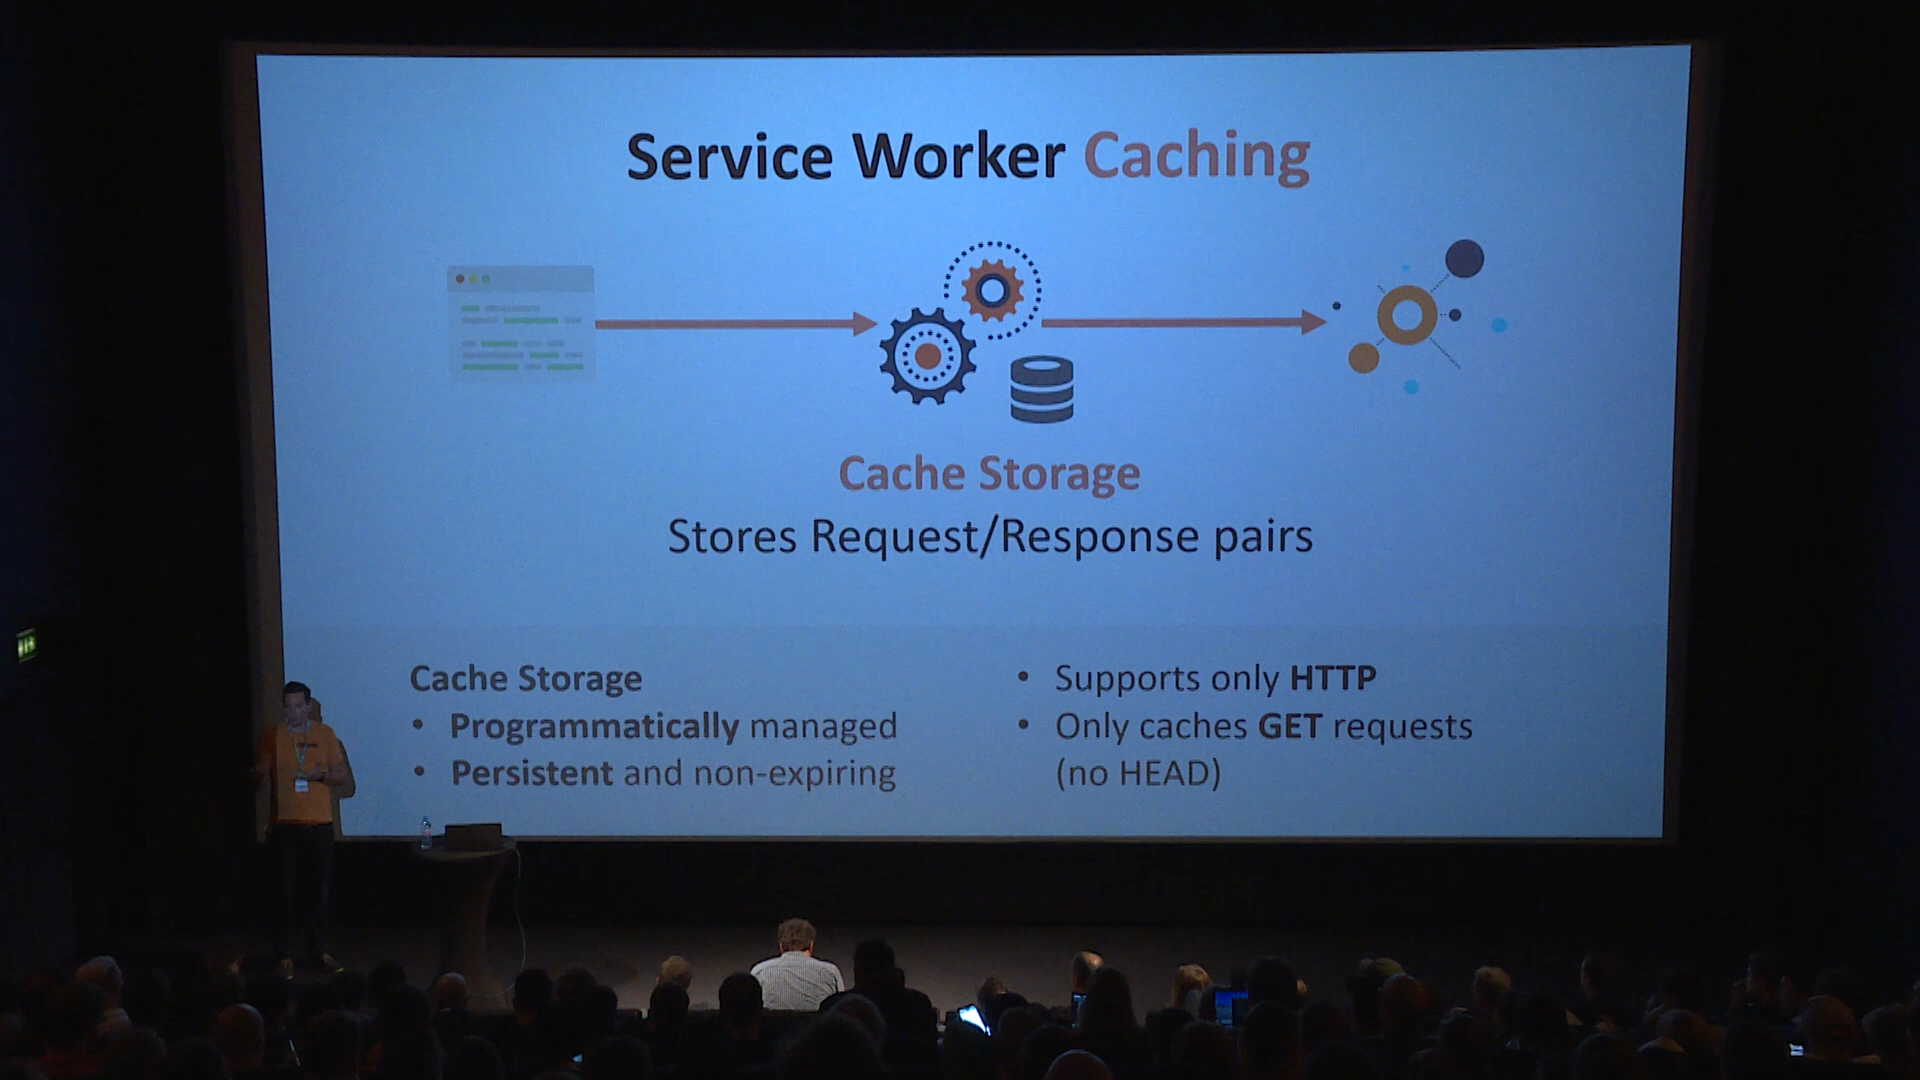 Service Worker Caching
Cache Storage
Stores Request/Response pairs
Cache Storage
• Programmatically managed
• Persistent and non-expiring
• Supports only HTTP
• Only caches GET requests
(no HEAD)